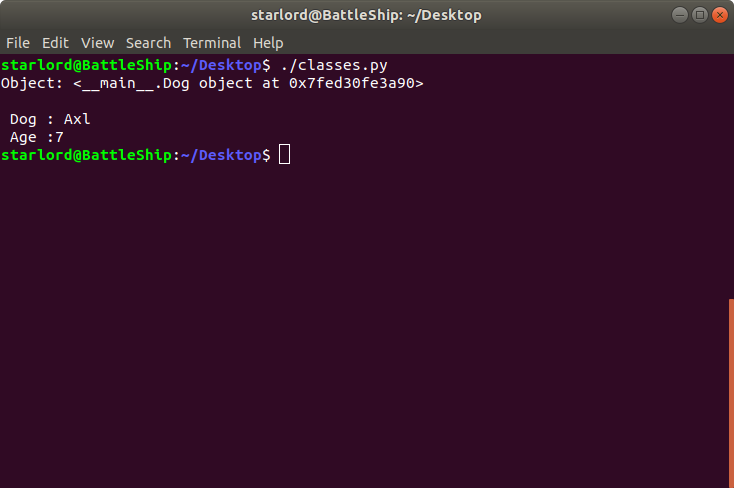 starlord@BattleShip: ~/Desktop
File Edit View Search Terminal Help
starlord@BattleShip:~/Desktop$ ./classes.py
Object: <__main__.Dog object at 0x7fed30fe3a90>
 Dog : Axl
 Age :7
starlord@BattleShip:~/Desktop$